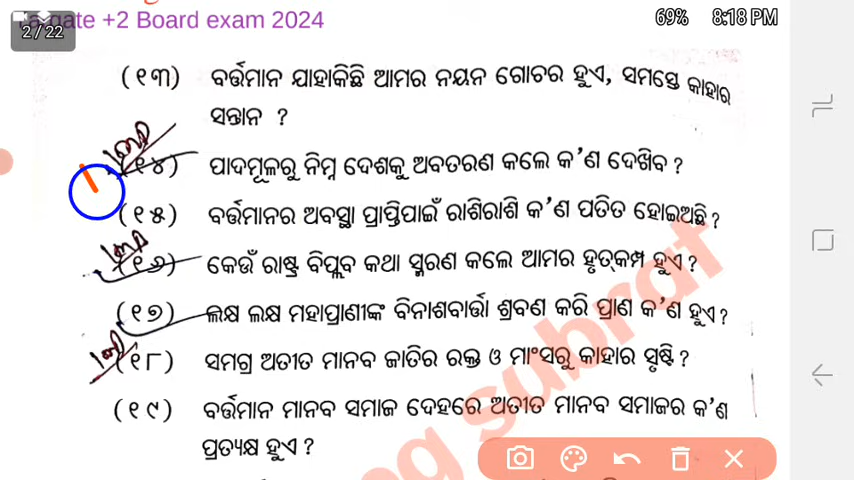 +2 Board exam 2024
69% 8:18 PM
2 / 22
(୧୩) ବର୍ତ୍ତମାନ ଯାହାକିଛି ଆମର ନୟନ ଗୋଚର ହୁଏ, ସମସ୍ତେ କାହାର
ସନ୍ତାନ ?
(୧୪) ପାଦମୂଳରୁ ନିମ୍ନ ଦେଶକୁ ଅବତରଣ କଲେ କ'ଣ ଦେଖିବ ?
(୧୫) ବର୍ତ୍ତମାନର ଅବସ୍ଥା ପ୍ରାପ୍ତିପାଇଁ ରାଶିରାଶି କ'ଣ ପତିତ ହୋଇଅଛି ?
(୧୬) କେଉଁ ରାଷ୍ଟ୍ର ବିପ୍ଳବ କଥା ସ୍ମରଣ କଲେ ଆମର ହୃତ୍‌କମ୍ପ ହୁଏ ?
(୧୭) ଲକ୍ଷ ଲକ୍ଷ ମହାପ୍ରାଣୀଙ୍କ ବିନାଶବାର୍ତ୍ତା ଶ୍ରବଣ କରି ପ୍ରାଣ କ'ଣ ହୁଏ ?
(୧୮) ସମଗ୍ର ଅତୀତ ମାନବ ଜାତିର ରକ୍ତ ଓ ମାଂସରୁ କାହାର ସୃଷ୍ଟି ?
(୧୯) ବର୍ତ୍ତମାନ ମାନବ ସମାଜ ଦେହରେ ଅତୀତ ମାନବ ସମାଜର କ'ଣ
ପ୍ରତ୍ୟକ୍ଷ ହୁଏ ?
subrat